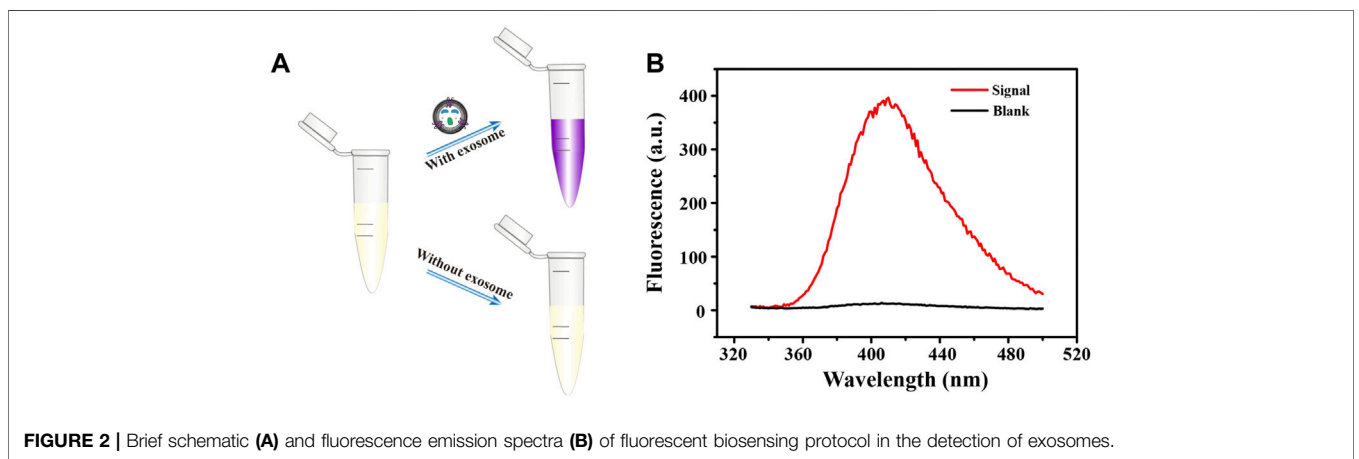 A
With exosome
Without exosome
B
Fluorescence (a.u.)
400
300
200
100
0
Signal
Blank
320 360 400 440 480 520
Wavelength (nm)
FIGURE 2 | Brief schematic (A) and fluorescence emission spectra (B) of fluorescent biosensing protocol in the detection of exosomes.